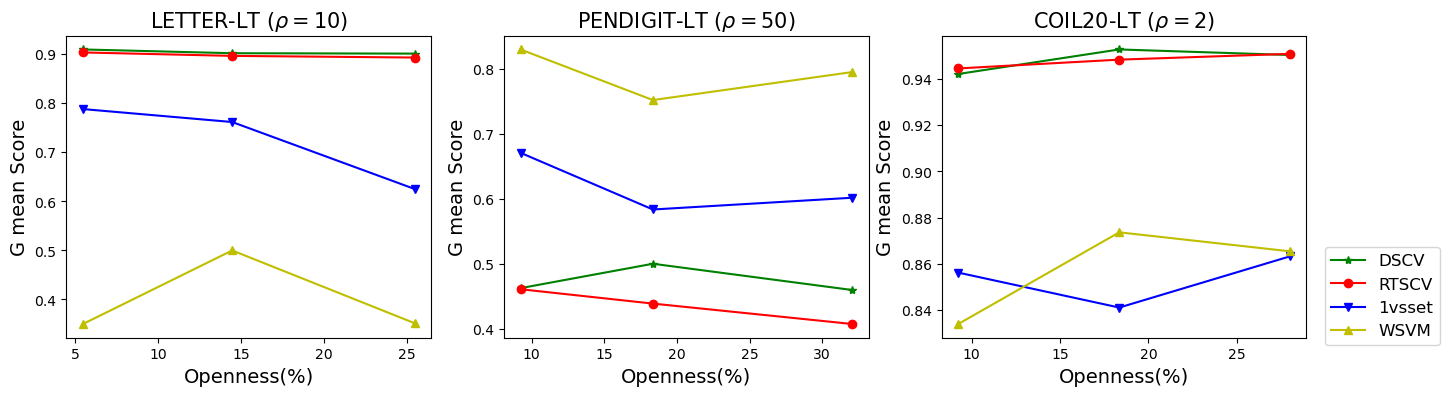 LETTER-LT (ρ = 10)
G mean Score
0.9
0.8
0.7
0.6
0.5
0.4
5 10 15 20 25
Openness(%)
PENDIGIT-LT (ρ = 50)
G mean Score
0.8
0.7
0.6
0.5
0.4
10 15 20 25 30
Openness(%)
COIL20-LT (ρ = 2)
G mean Score
0.94
0.92
0.90
0.88
0.86
0.84
10 15 20 25
Openness(%)
DSCV
RTSCV
1vsset
WSVM